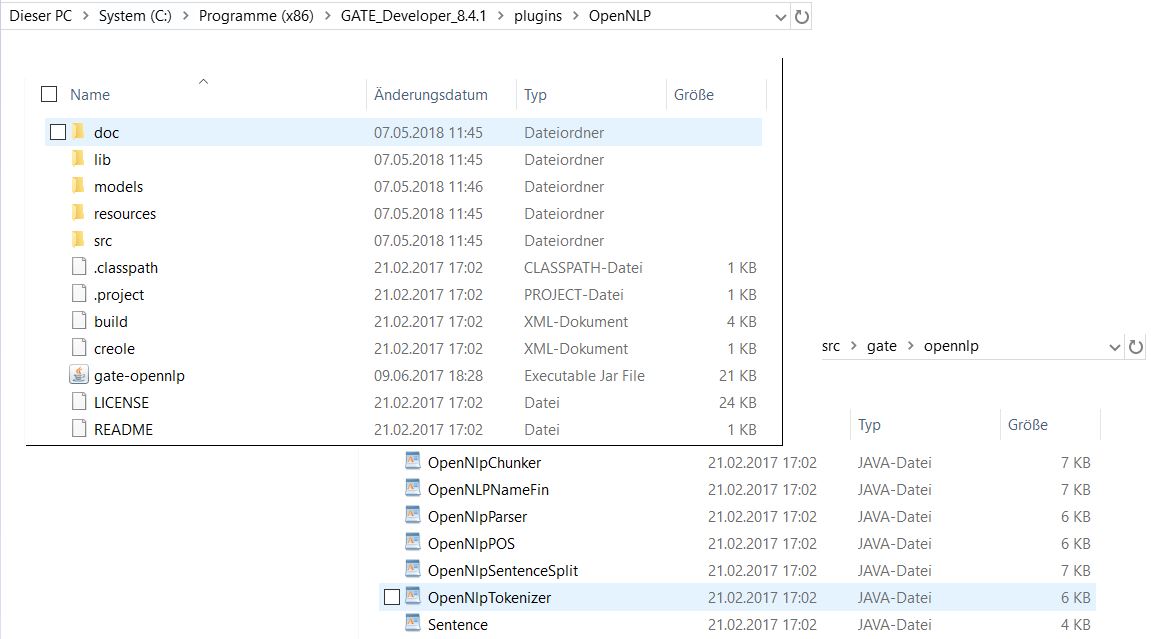 Dieser PC > System (C:) > Programme (x86) > GATE_Developer_8.4.1 > plugins > OpenNLP
Name Änderungsdatum Typ Größe
doc 07.05.2018 11:45 Dateiordner
lib 07.05.2018 11:45 Dateiordner
models 07.05.2018 11:46 Dateiordner
resources 07.05.2018 11:45 Dateiordner
src 07.05.2018 11:45 Dateiordner
.classpath 21.02.2017 17:02 CLASSPATH-Datei 1 KB
.project 21.02.2017 17:02 PROJECT-Datei 1 KB
build 21.02.2017 17:02 XML-Dokument 4 KB
creole 21.02.2017 17:02 XML-Dokument 1 KB
gate-opennlp 09.06.2017 18:28 Executable Jar File 21 KB
LICENSE 21.02.2017 17:02 Datei 24 KB
README 21.02.2017 17:02 Datei 1 KB
src > gate > opennlp
Typ Größe
OpenNlpChunker 21.02.2017 17:02 JAVA-Datei 7 KB
OpenNLPNameFin 21.02.2017 17:02 JAVA-Datei 7 KB
OpenNlpParser 21.02.2017 17:02 JAVA-Datei 6 KB
OpenNlpPOS 21.02.2017 17:02 JAVA-Datei 6 KB
OpenNlpSentenceSplit 21.02.2017 17:02 JAVA-Datei 7 KB
OpenNlpTokenizer 21.02.2017 17:02 JAVA-Datei 6 KB
Sentence 21.02.2017 17:02 JAVA-Datei 4 KB